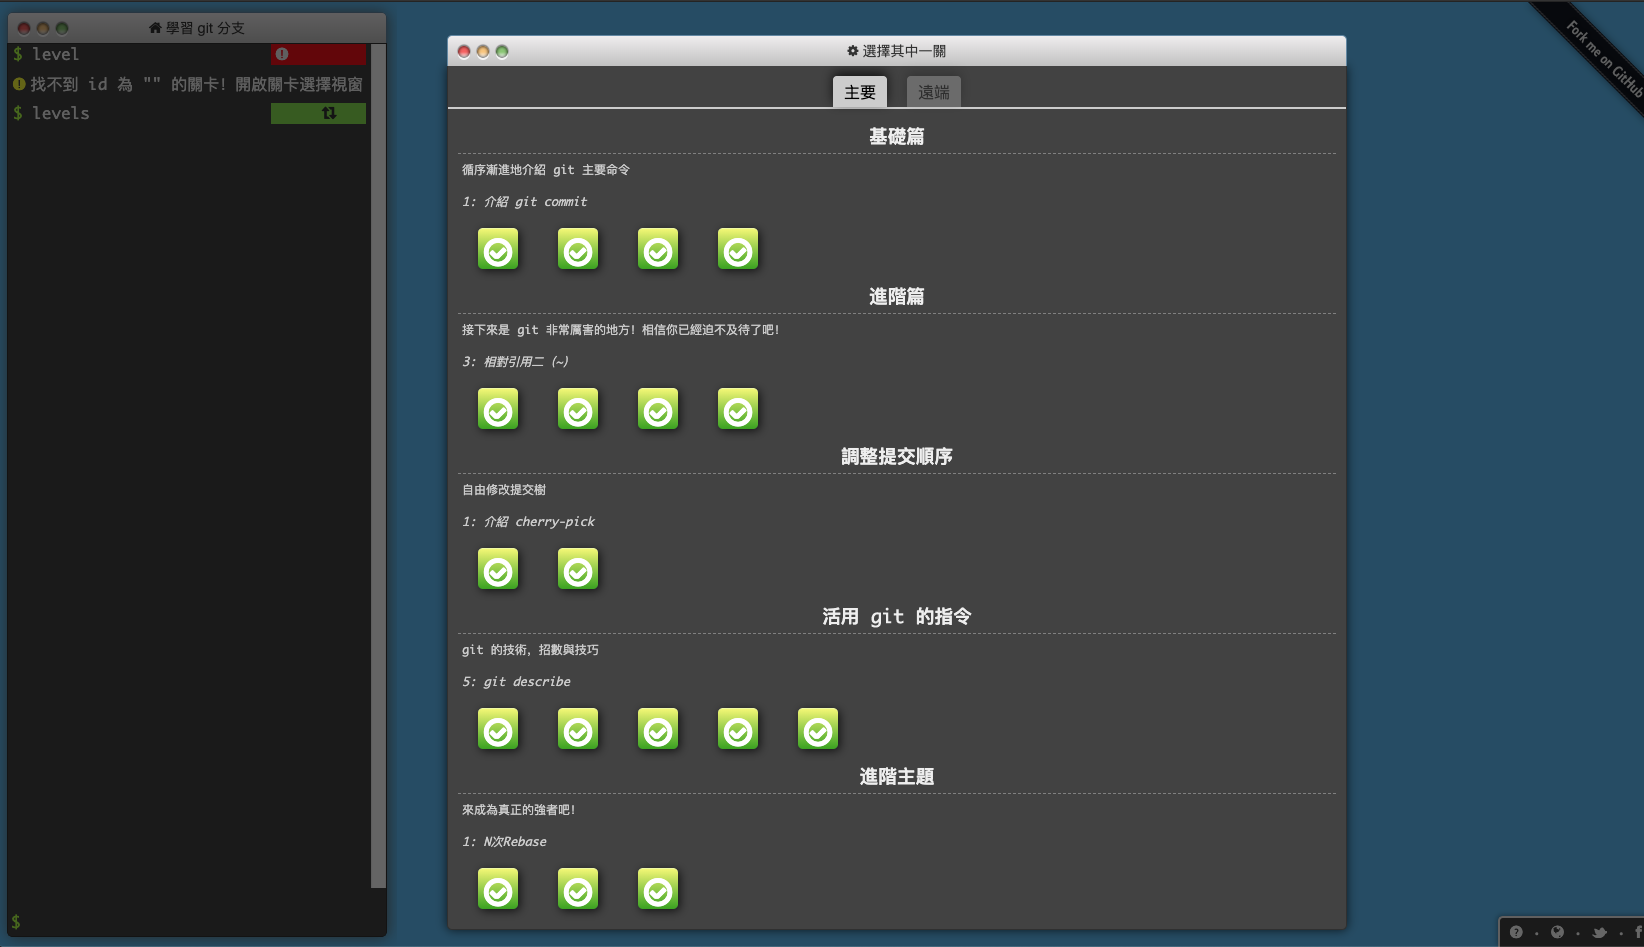 學習 git 分支
$ level
找不到 id 為 "" 的關卡! 開啟關卡選擇視窗
$ levels
$
選擇其中一關
主要
遠端
基礎篇
循序漸進地介紹 git 主要命令
1: 介紹 git commit
進階篇
接下來是 git 非常厲害的地方! 相信你已經迫不及待了吧!
3: 相對引用二 (~)
調整提交順序
自由修改提交樹
1: 介紹 cherry-pick
活用 git 的指令
git 的技術, 招數與技巧
5: git describe
進階主題
來成為真正的強者吧!
1: N次Rebase
Fork me on GitHub